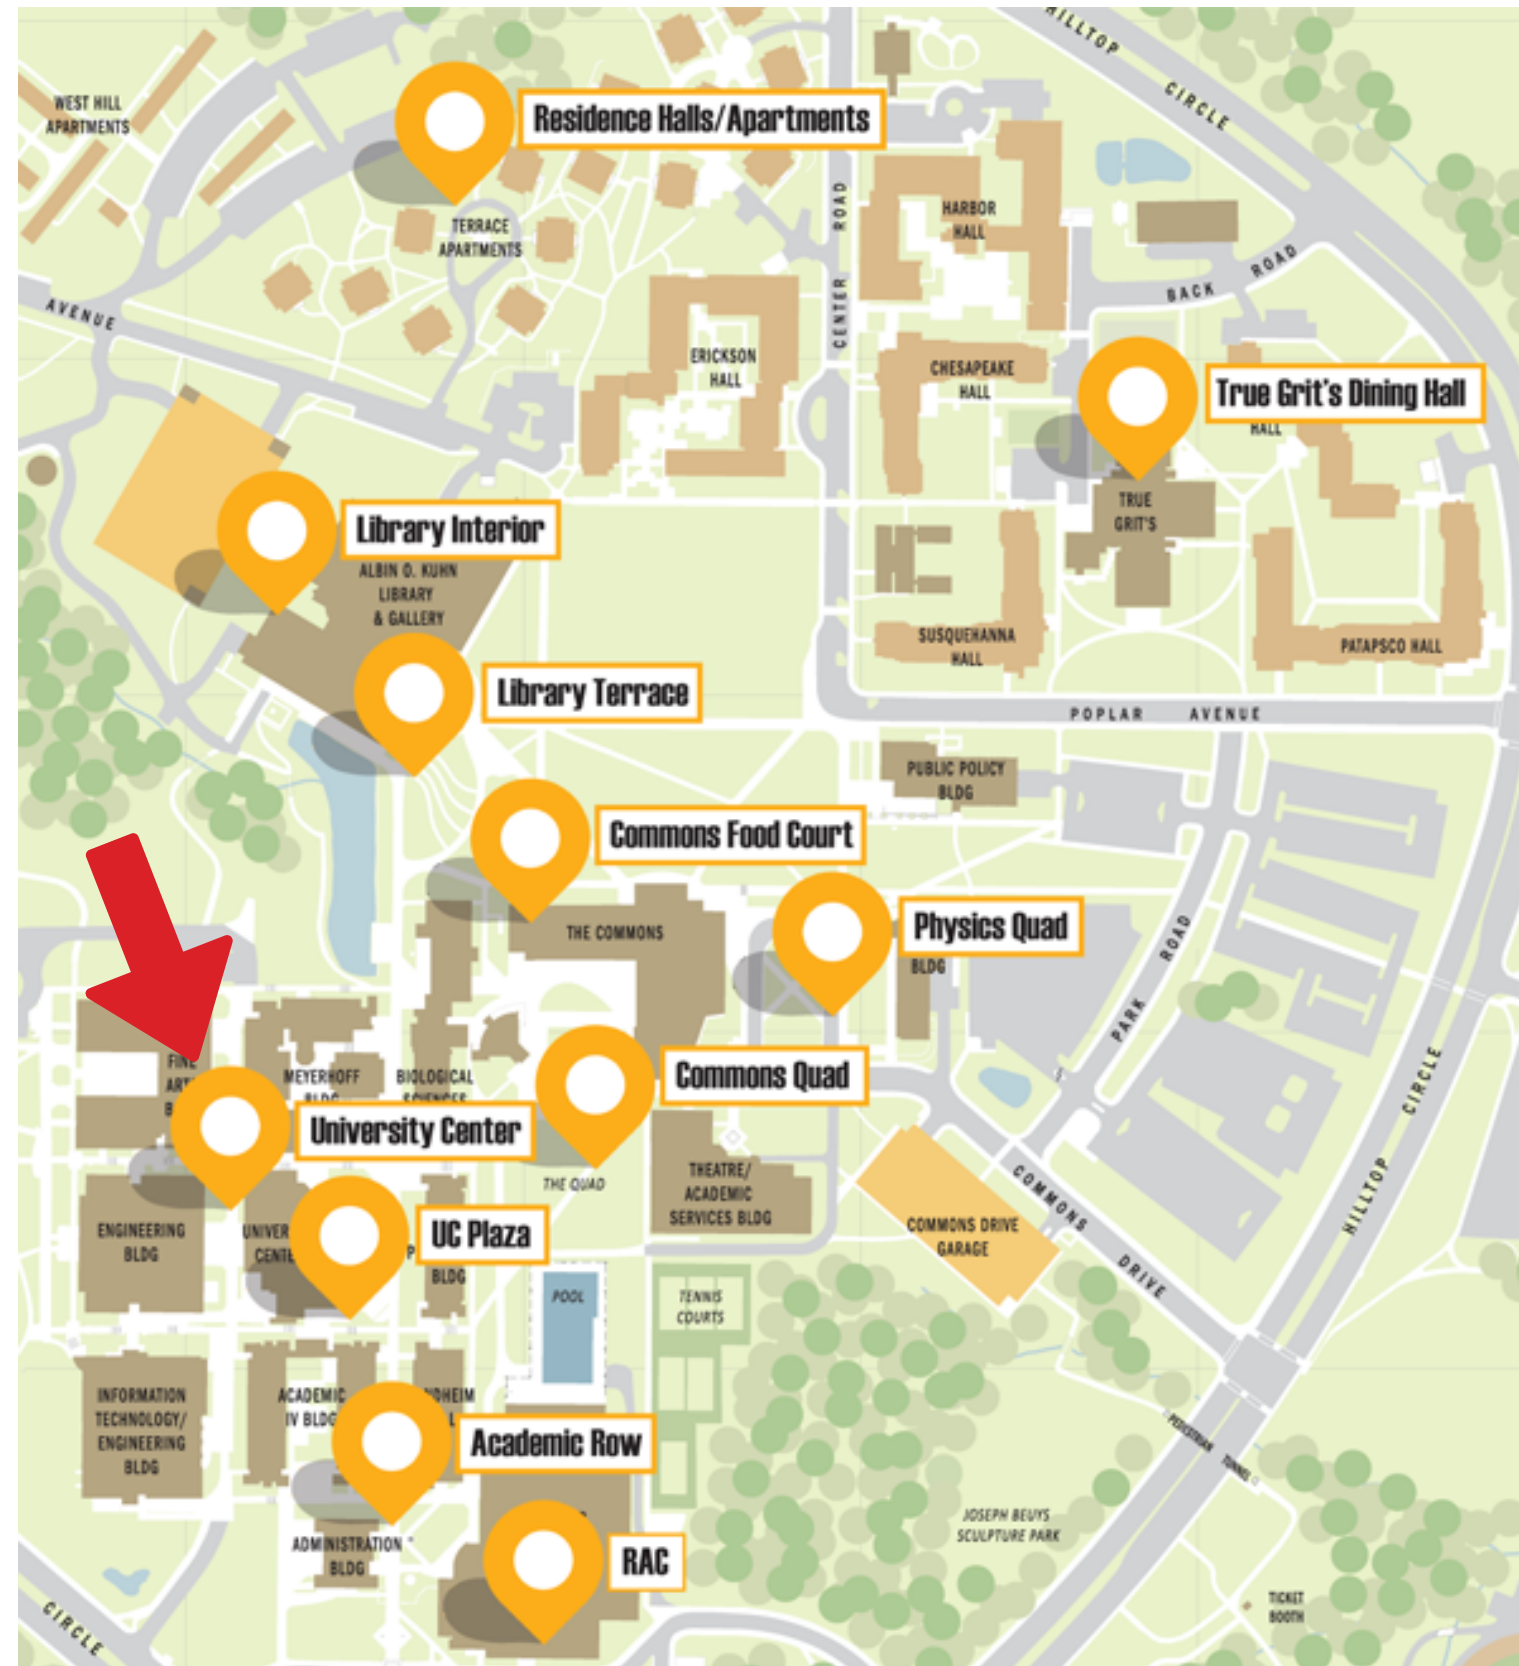 HILLTOP CIRCLE
WEST HILL
APARTMENTS
Residence Halls/Apartments
TERRACE
APARTMENTS
CENTER ROAD
HARBOR
HALL
BACK ROAD
AVENUE
ERICKSON
HALL
CHESAPEAKE
HALL
True Grit's Dining Hall
HALL
TRUE
GRIT'S
Library Interior
ALBIN O. KUHN
LIBRARY
& GALLERY
SUSQUEHANNA
HALL
PATAPSCO HALL
Library Terrace
POPLAR AVENUE
PUBLIC POLICY
BLDG
Commons Food Court
THE COMMONS
Physics Quad
BLDG
PARK ROAD
FINE
MEYERHOFF
BLDG
BIOLOGICAL
SCIENCES
Commons Quad
HILLTOP CIRCLE
University Center
THE QUAD
THEATRE/
ACADEMIC
SERVICES BLDG
COMMONS DRIVE
COMMONS DRIVE
GARAGE
ENGINEERING
BLDG
UC Plaza
BLDG
POOL
TENNIS
COURTS
INFORMATION
TECHNOLOGY/
ENGINEERING
BLDG
ACADEMIC
IV BLDG
Academic Row
PEDESTRIAN TUNNEL
JOSEPH BEUYS
SCULPTURE PARK
ADMINISTRATION
BLDG
RAC
TICKET
BOOTH
CIRCLE